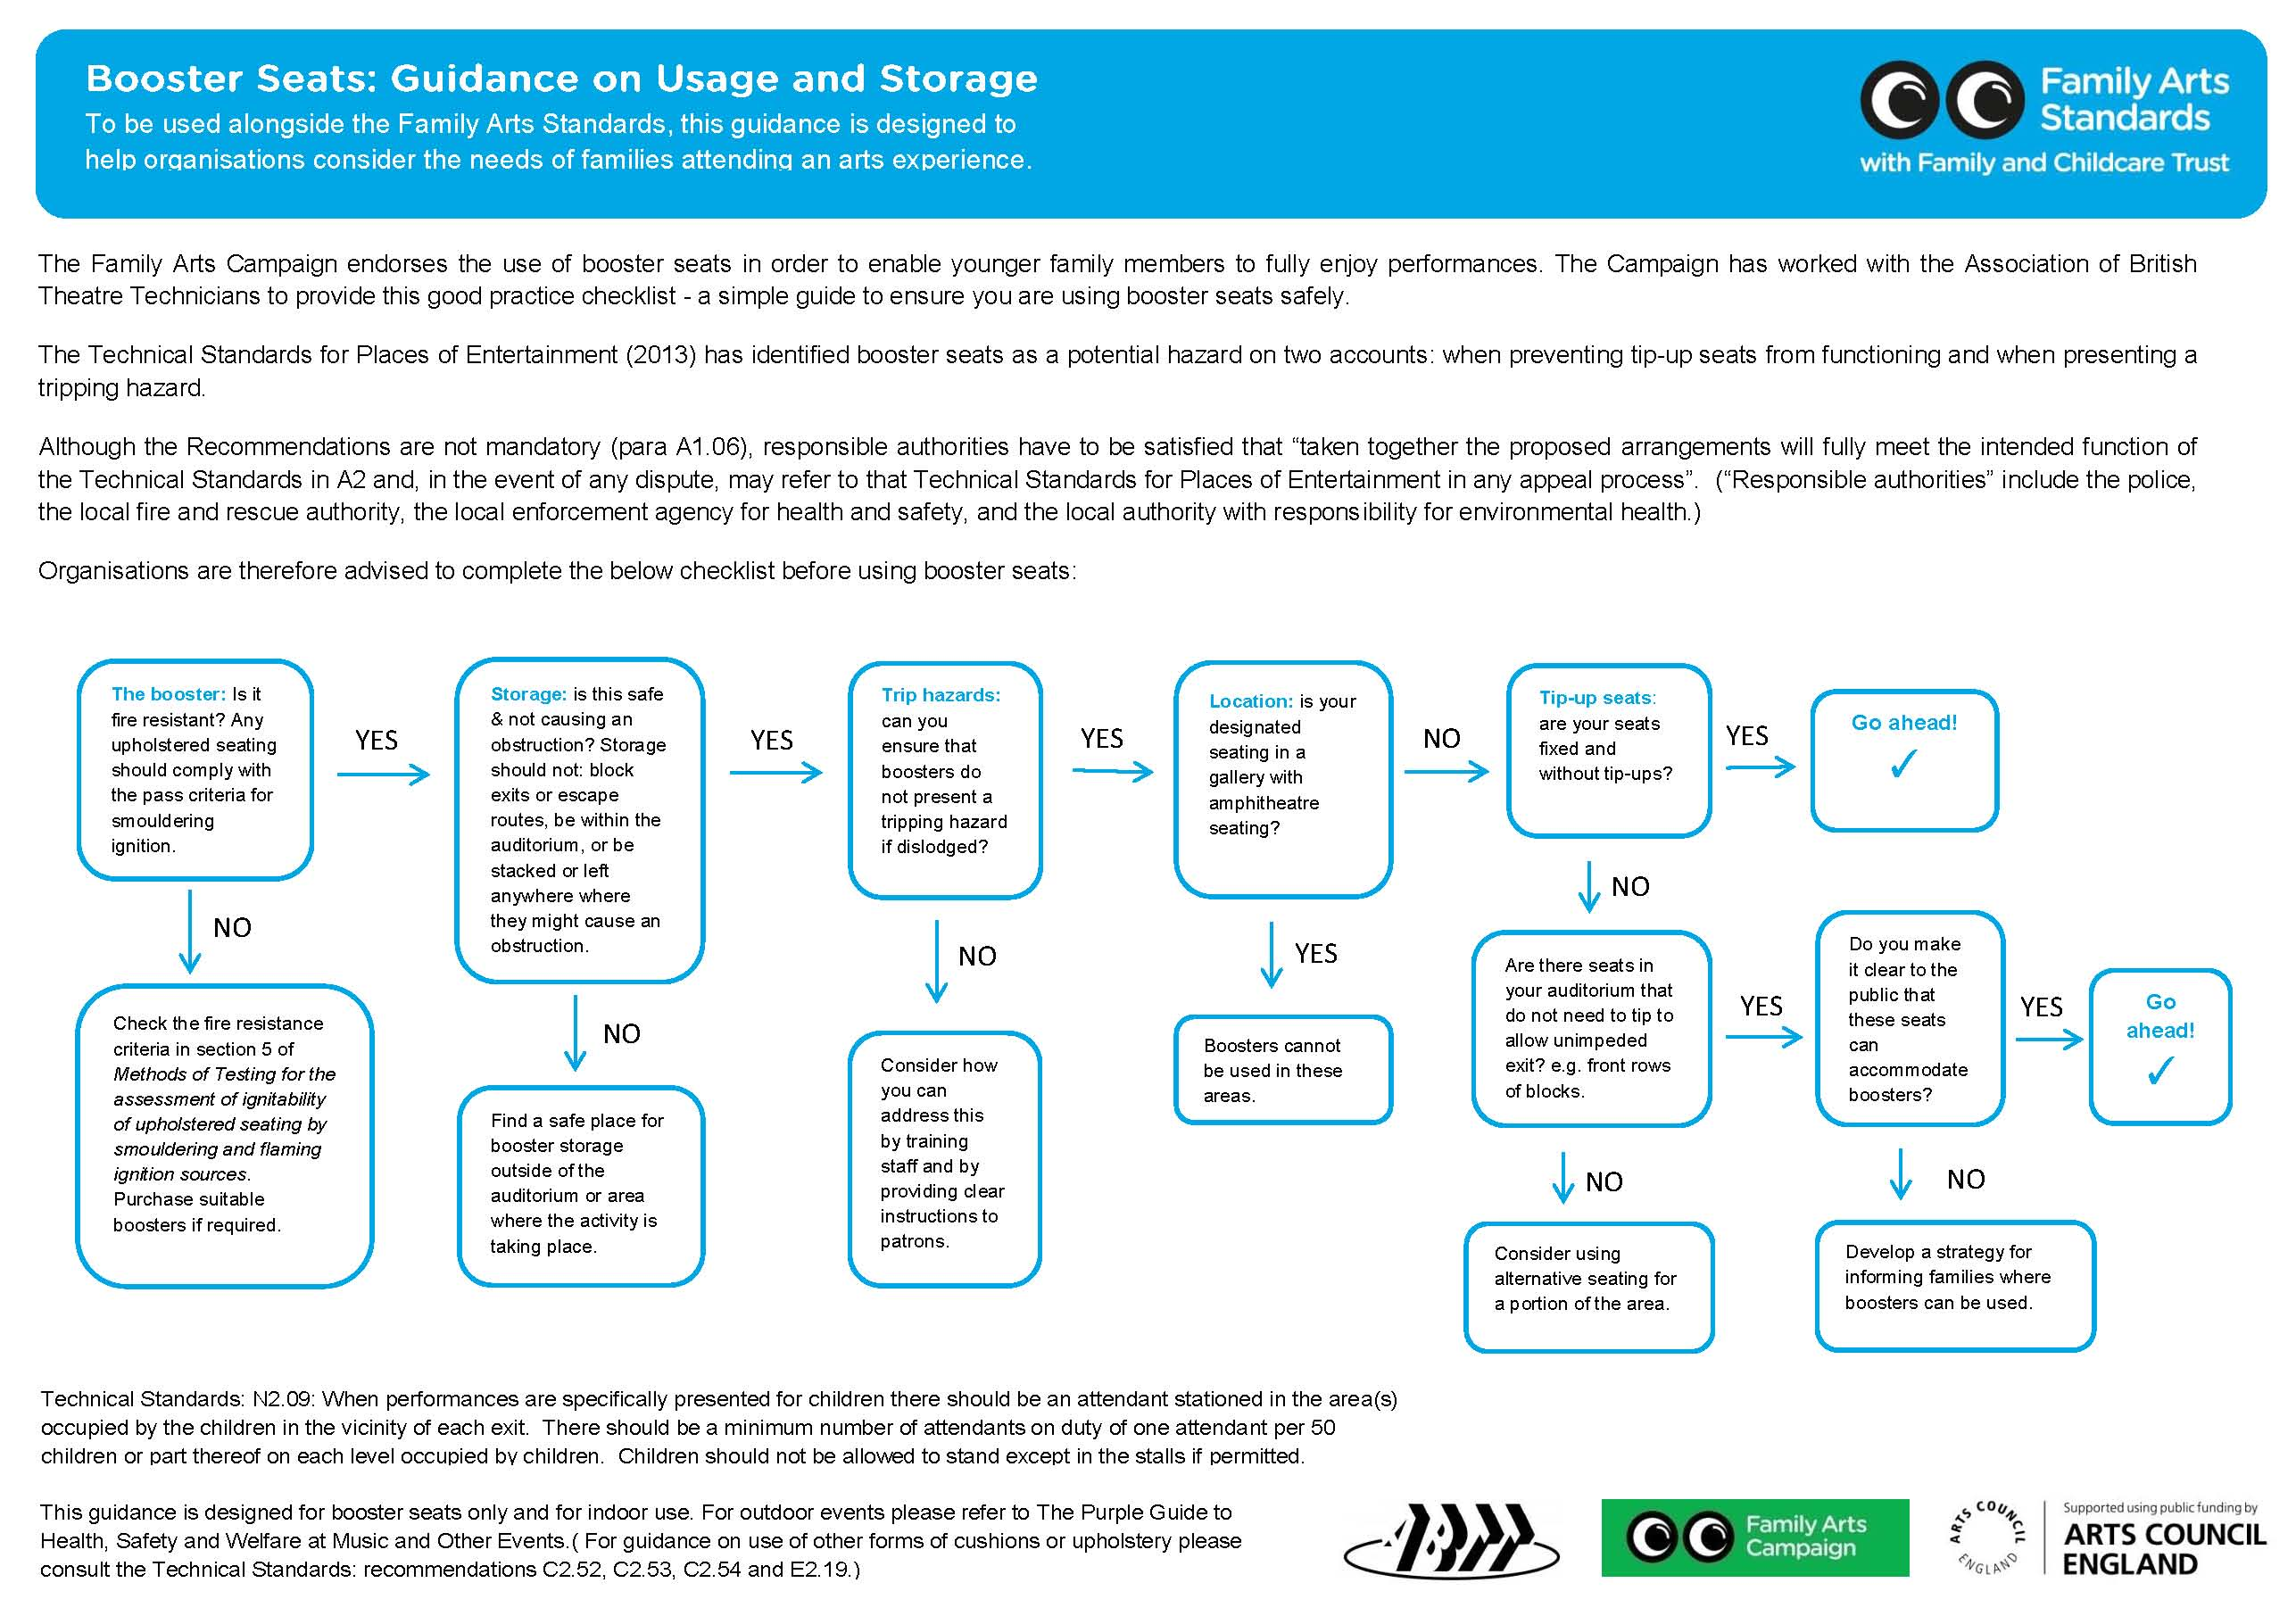 Booster Seats: Guidance on Usage and Storage
To be used alongside the Family Arts Standards, this guidance is designed to
help organisations consider the needs of families attending an arts experience.
Family Arts
Standards
with Family and Childcare Trust
The Family Arts Campaign endorses the use of booster seats in order to enable younger family members to fully enjoy performances. The Campaign has worked with the Association of British
Theatre Technicians to provide this good practice checklist - a simple guide to ensure you are using booster seats safely.
The Technical Standards for Places of Entertainment (2013) has identified booster seats as a potential hazard on two accounts: when preventing tip-up seats from functioning and when presenting a
tripping hazard.
Although the Recommendations are not mandatory (para A1.06), responsible authorities have to be satisfied that “taken together the proposed arrangements will fully meet the intended function of
the Technical Standards in A2 and, in the event of any dispute, may refer to that Technical Standards for Places of Entertainment in any appeal process”. (“Responsible authorities” include the police,
the local fire and rescue authority, the local enforcement agency for health and safety, and the local authority with responsibility for environmental health.)
Organisations are therefore advised to complete the below checklist before using booster seats:
The booster: Is it
fire resistant? Any
upholstered seating
should comply with
the pass criteria for
smouldering
ignition.
YES
NO
Check the fire resistance
criteria in section 5 of
Methods of Testing for the
assessment of ignitability
of upholstered seating by
smouldering and flaming
ignition sources.
Purchase suitable
boosters if required.
Storage: is this safe
& not causing an
obstruction? Storage
should not: block
exits or escape
routes, be within the
auditorium, or be
stacked or left
anywhere where
they might cause an
obstruction.
YES
NO
Find a safe place for
booster storage
outside of the
auditorium or area
where the activity is
taking place.
Trip hazards:
can you
ensure that
boosters do
not present a
tripping hazard
if dislodged?
YES
NO
Consider how
you can
address this
by training
staff and by
providing clear
instructions to
patrons.
Location: is your
designated
seating in a
gallery with
amphitheatre
seating?
NO
YES
Boosters cannot
be used in these
areas.
Tip-up seats:
are your seats
fixed and
without tip-ups?
YES
Go ahead!
✓
NO
Are there seats in
your auditorium that
do not need to tip to
allow unimpeded
exit? e.g. front rows
of blocks.
YES
NO
Consider using
alternative seating for
a portion of the area.
Do you make
it clear to the
public that
these seats
can
accommodate
boosters?
YES
Go
ahead!
✓
NO
Develop a strategy for
informing families where
boosters can be used.
Technical Standards: N2.09: When performances are specifically presented for children there should be an attendant stationed in the area(s)
occupied by the children in the vicinity of each exit. There should be a minimum number of attendants on duty of one attendant per 50
children or part thereof on each level occupied by children. Children should not be allowed to stand except in the stalls if permitted.
This guidance is designed for booster seats only and for indoor use. For outdoor events please refer to The Purple Guide to
Health, Safety and Welfare at Music and Other Events.( For guidance on use of other forms of cushions or upholstery please
consult the Technical Standards: recommendations C2.52, C2.53, C2.54 and E2.19.)
ABTT
Family Arts
Campaign
ARTS COUNCIL
ENGLAND
Supported using public funding by
ARTS COUNCIL
ENGLAND